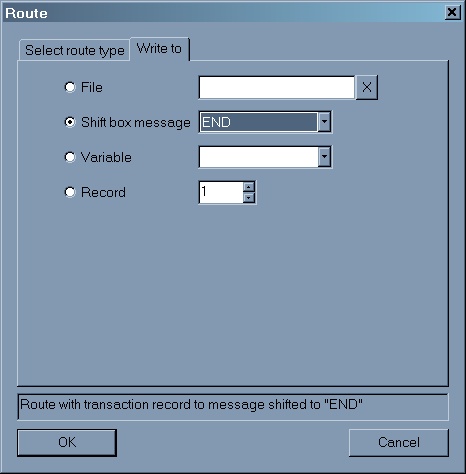 Route
Select route type
Write to
File
X
Shift box message
END
Variable
Record
1
Route with transaction record to message shifted to "END"
OK
Cancel